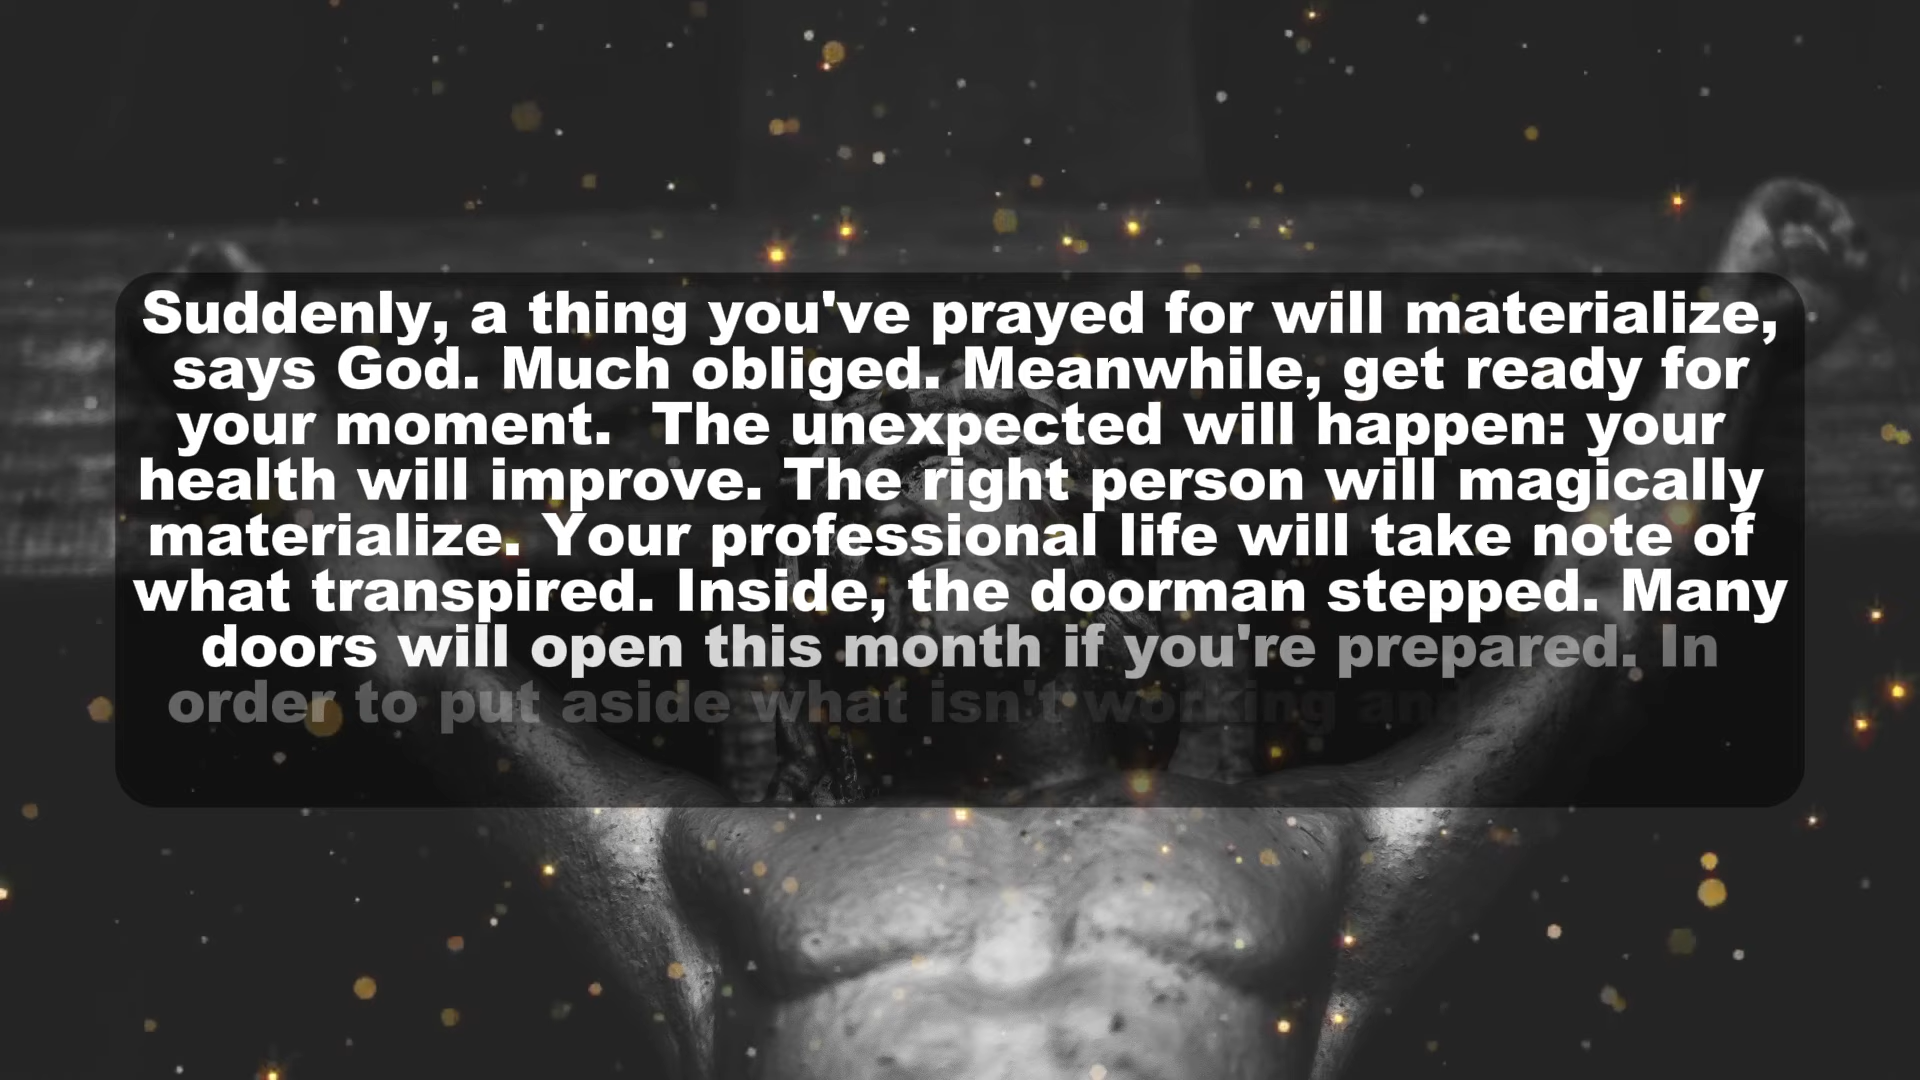 Suddenly, a thing you've prayed for will materialize,
says God. Much obliged. Meanwhile, get ready for
your moment.  The unexpected will happen: your
health will improve. The right person will magically
materialize. Your professional life will take note of
what transpired. Inside, the doorman stepped. Many
doors will open this month if you're prepared. In
order to put aside what isn't working and